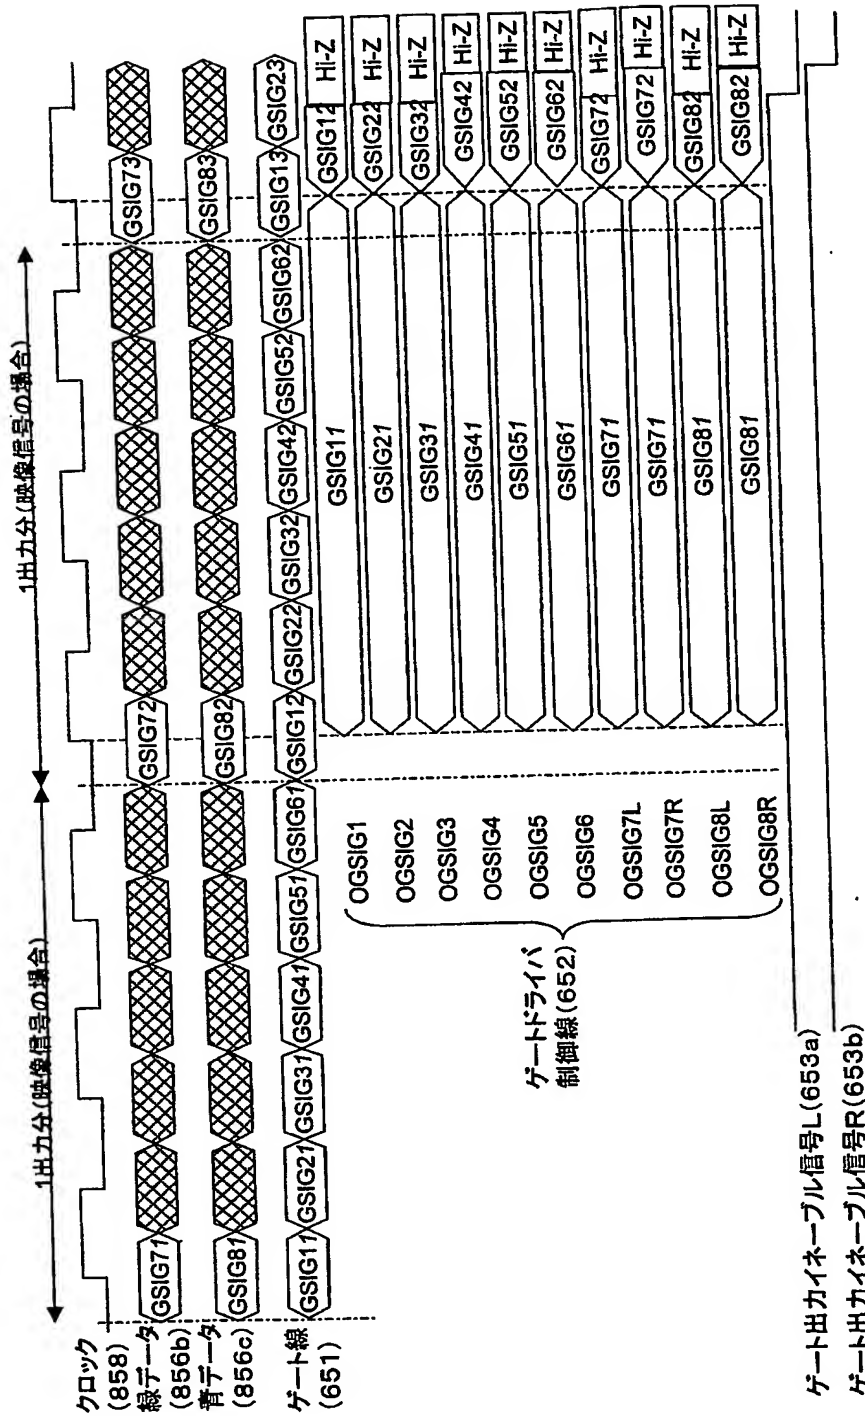 1出力分(映像信号の場合)
1出力分(映像信号の場合)
クロック
(858)
緑データ
(856b)
GSIG71
GSIG72
GSIG73
青データ
(856c)
GSIG81
GSIG82
GSIG83
ゲート線
(651)
GSIG11
GSIG21
GSIG31
GSIG41
GSIG51
GSIG61
GSIG12
GSIG22
GSIG32
GSIG42
GSIG52
GSIG62
GSIG13
GSIG23
ゲートドライバ
制御線(652)
OGSIG1
GSIG11
GSIG12
Hi-Z
OGSIG2
GSIG21
GSIG22
Hi-Z
OGSIG3
GSIG31
GSIG32
Hi-Z
OGSIG4
GSIG41
GSIG42
Hi-Z
OGSIG5
GSIG51
GSIG52
Hi-Z
OGSIG6
GSIG61
GSIG62
Hi-Z
OGSIG7L
GSIG71
GSIG72
Hi-Z
OGSIG7R
GSIG71
GSIG72
Hi-Z
OGSIG8L
GSIG81
GSIG82
Hi-Z
OGSIG8R
GSIG81
GSIG82
Hi-Z
ゲート出力イネーブル信号L(653a)
ゲート出力イネーブル信号R(653b)